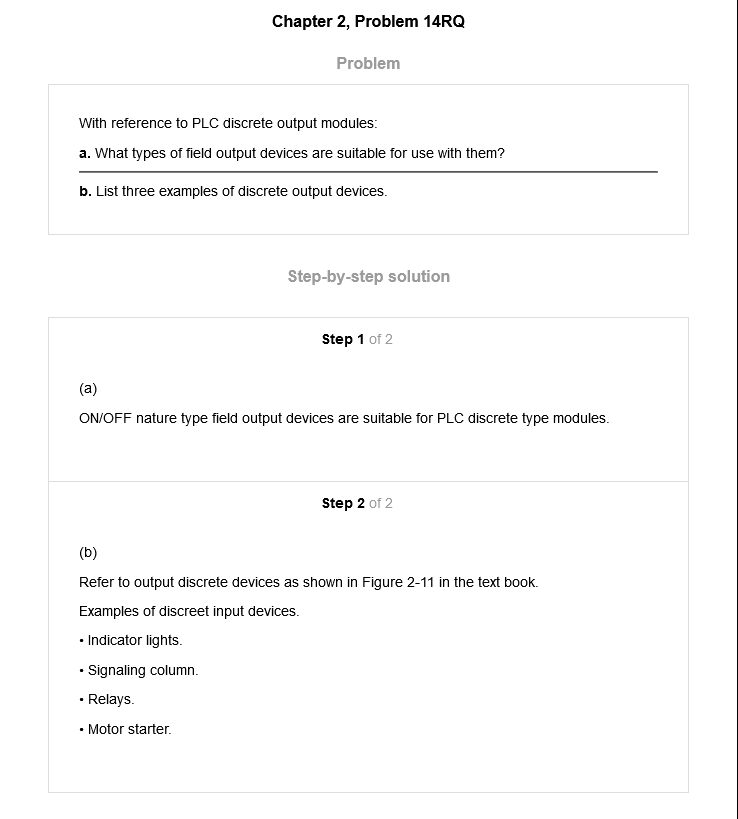 Chapter 2, Problem 14RQ
Problem
With reference to PLC discrete output modules:
a. What types of field output devices are suitable for use with them?
b. List three examples of discrete output devices.
Step-by-step solution
Step 1 of 2
(a)
ON/OFF nature type field output devices are suitable for PLC discrete type modules.
Step 2 of 2
(b)
Refer to output discrete devices as shown in Figure 2-11 in the text book.
Examples of discreet input devices.
• Indicator lights.
• Signaling column.
• Relays.
• Motor starter.